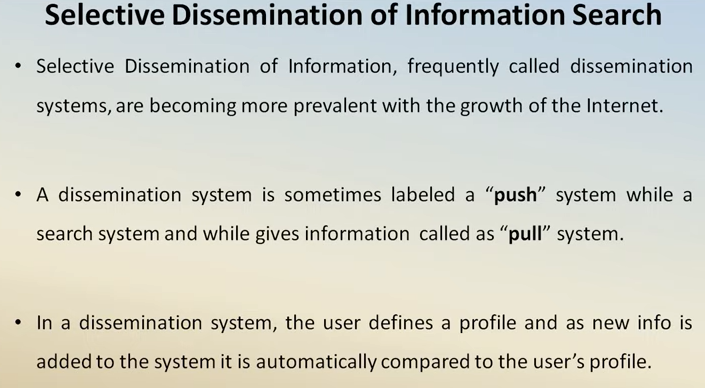 Selective Dissemination of Information Search
• Selective Dissemination of Information, frequently called dissemination
systems, are becoming more prevalent with the growth of the Internet.
• A dissemination system is sometimes labeled a “push” system while a
search system and while gives information called as “pull” system.
• In a dissemination system, the user defines a profile and as new info is
added to the system it is automatically compared to the user’s profile.